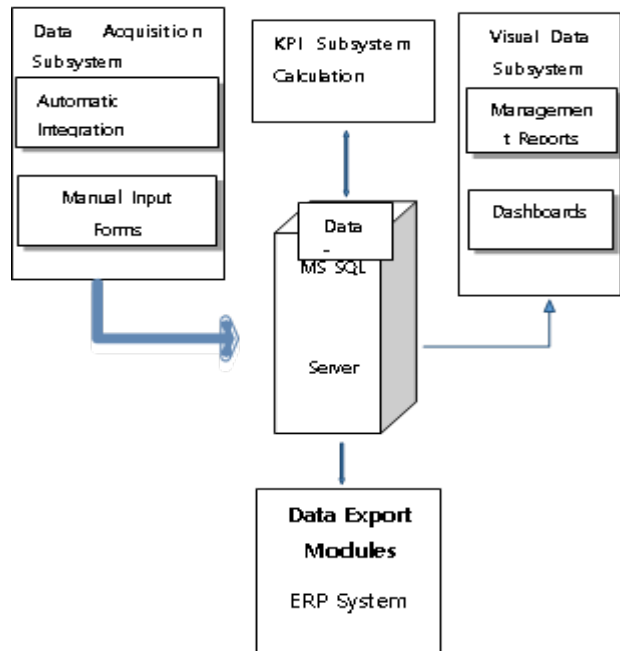 Data Acquisition
Subsystem
Automatic
Integration
Manual Input
Forms
KPI Subsystem
Calculation
Visual Data
Subsystem
Managemen
t Reports
Dashboards
Data
MS SQL
Server
Data Export
Modules
ERP System